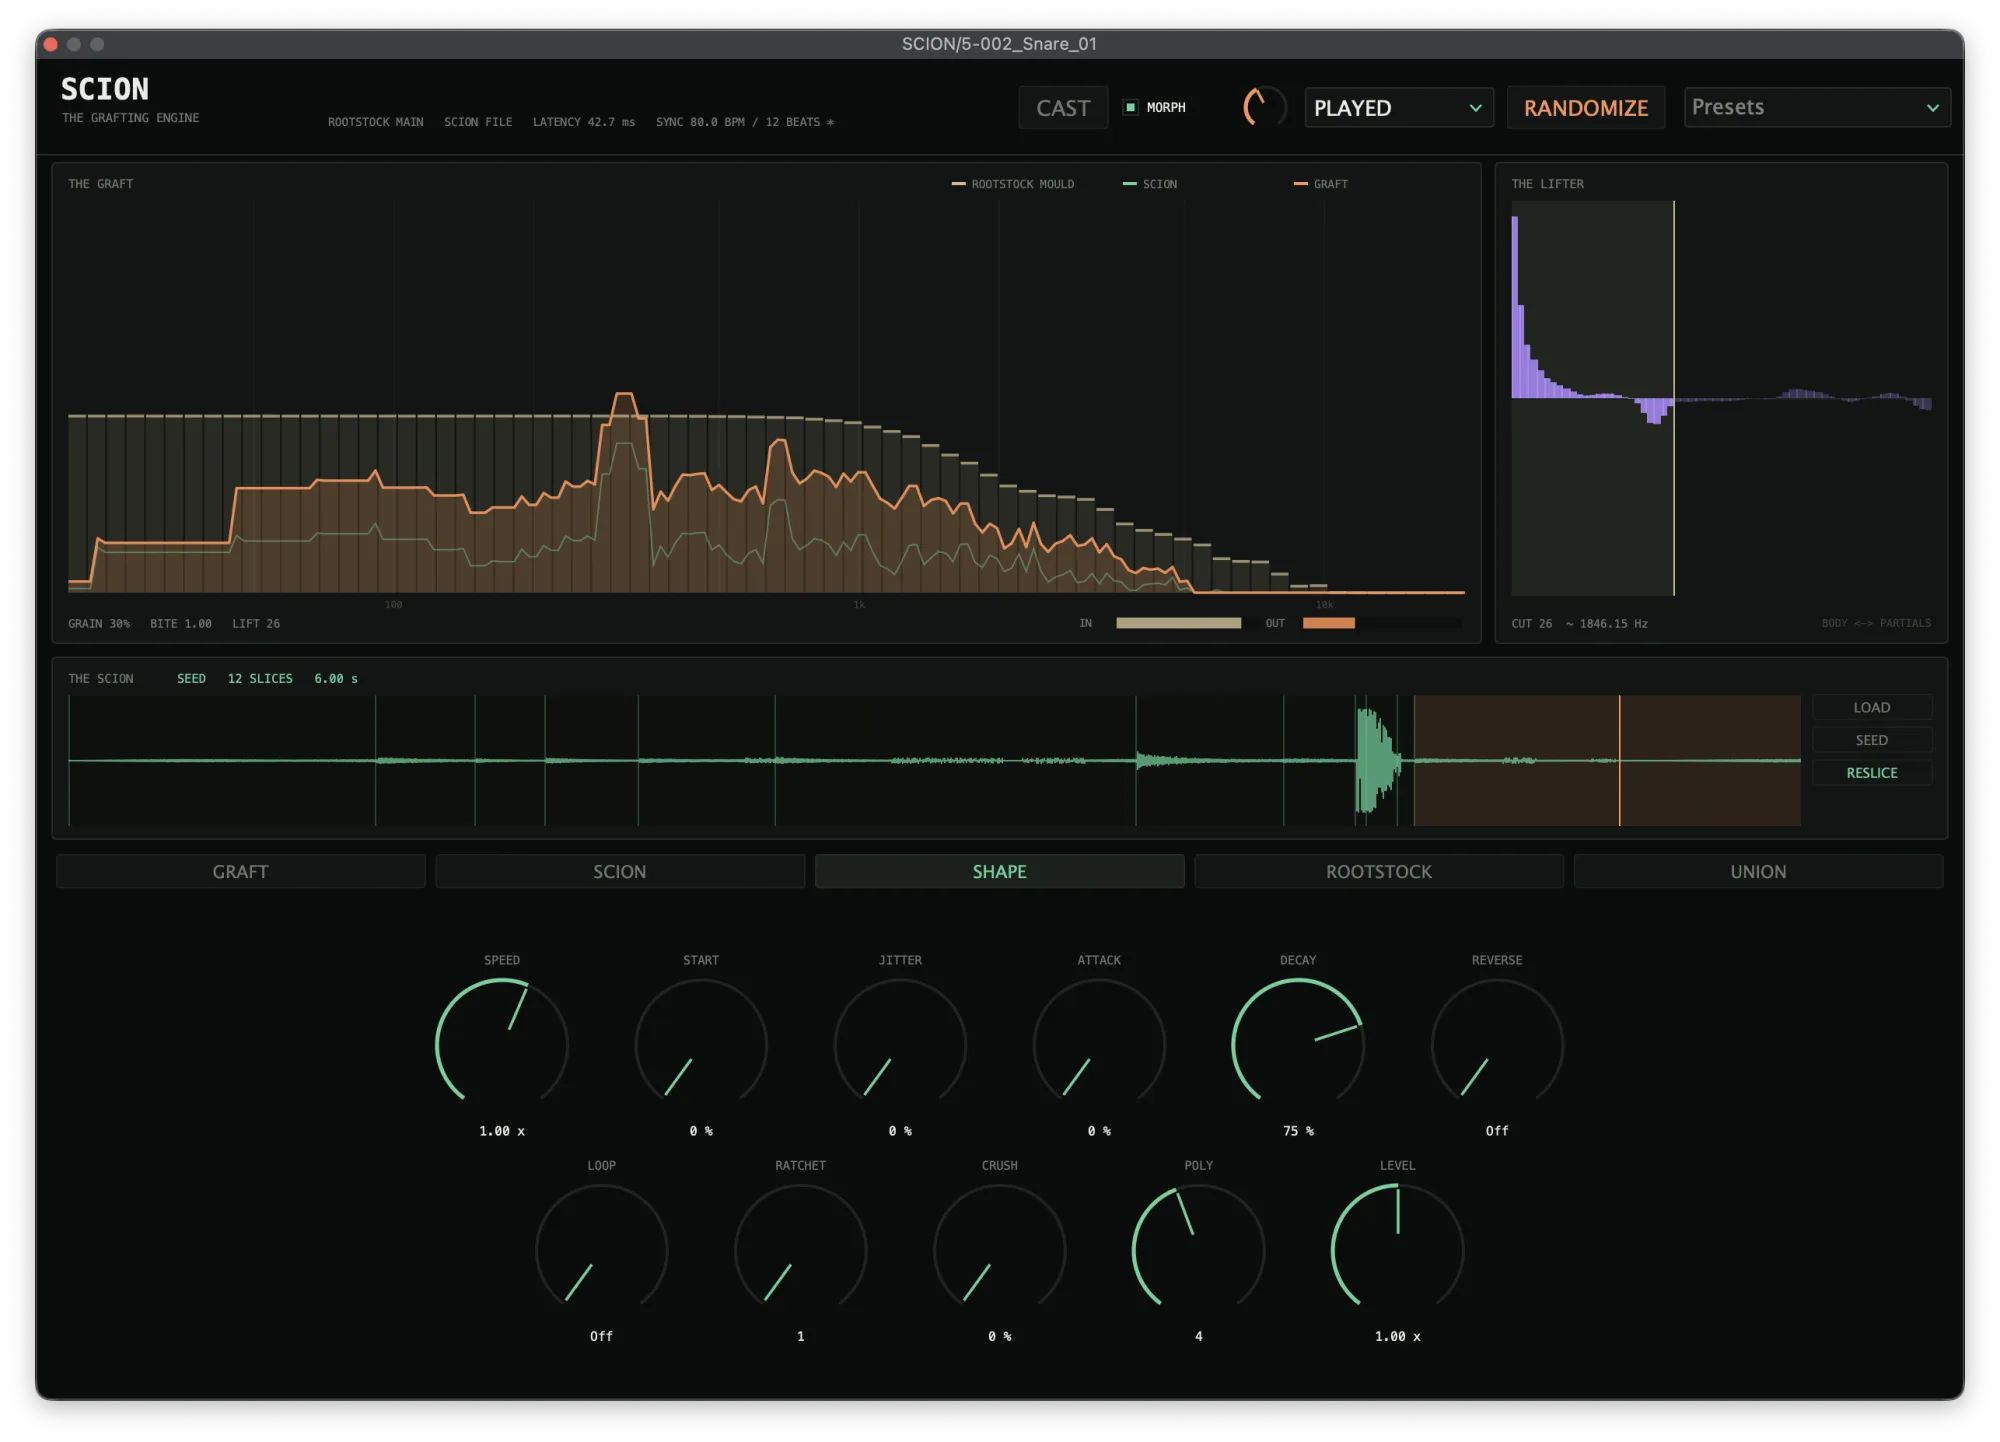 SCION/5-002_Snare_01
SCION
THE GRAFTING ENGINE
ROOTSTOCK MAIN SCION FILE LATENCY 42.7 ms SYNC 80.0 BPM / 12 BEATS *
CAST MORPH PLAYED RANDOMIZE Presets
THE GRAFT ROOTSTOCK MOULD SCION GRAFT
100 1k 10k
GRAIN 30% BITE 1.00 LIFT 26 IN OUT
THE LIFTER
CUT 26 ~ 1846.15 Hz BODY <-> PARTIALS
THE SCION SEED 12 SLICES 6.00 s
LOAD
SEED
RESLICE
GRAFT SCION SHAPE ROOTSTOCK UNION
SPEED START JITTER ATTACK DECAY REVERSE
1.00 x 0 % 0 % 0 % 75 % Off
LOOP RATCHET CRUSH POLY LEVEL
Off 1 0 % 4 1.00 x